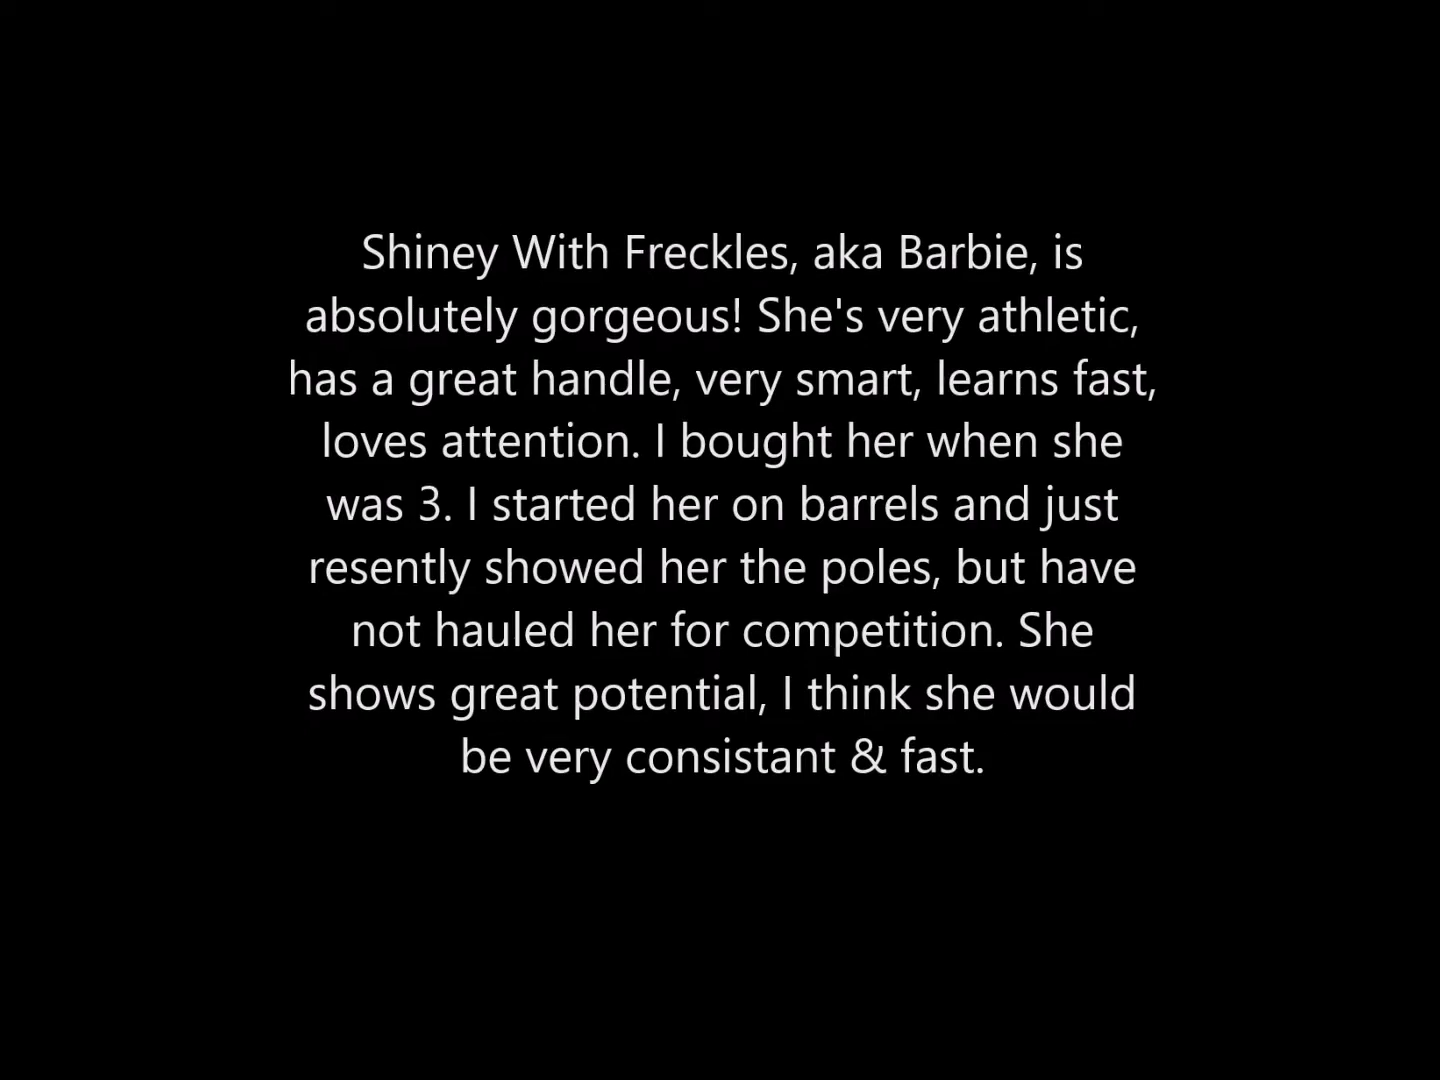 Shiney With Freckles, aka Barbie, is
absolutely gorgeous! She's very athletic,
has a great handle, very smart, learns fast,
loves attention. I bought her when she
was 3. I started her on barrels and just
resently showed her the poles, but have
not hauled her for competition. She
shows great potential, I think she would
be very consistant & fast.